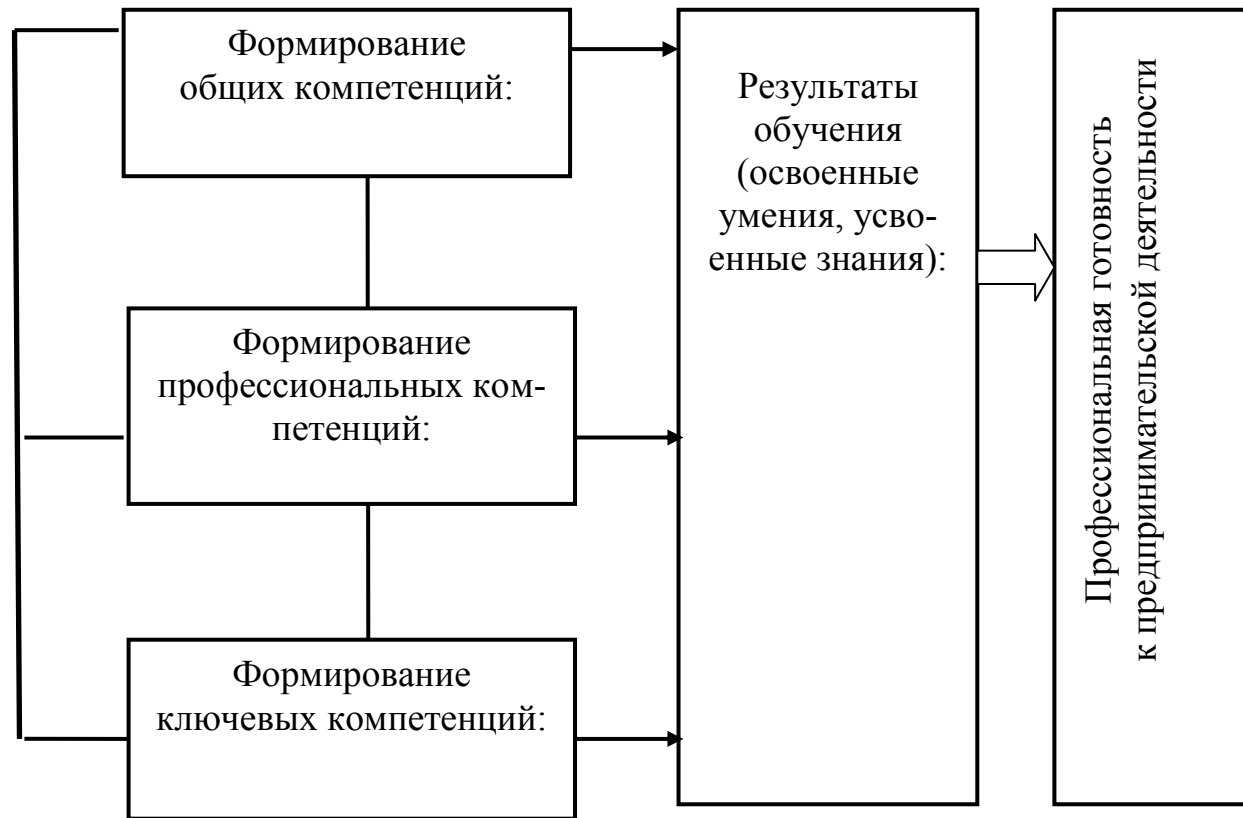 Формирование
общих компетенций:
Формирование
профессиональных ком-
петенций:
Формирование
ключевых компетенций:
Результаты
обучения
(освоенные
умения, усво-
енные знания):
Профессиональная готовность
к предпринимательской деятельности